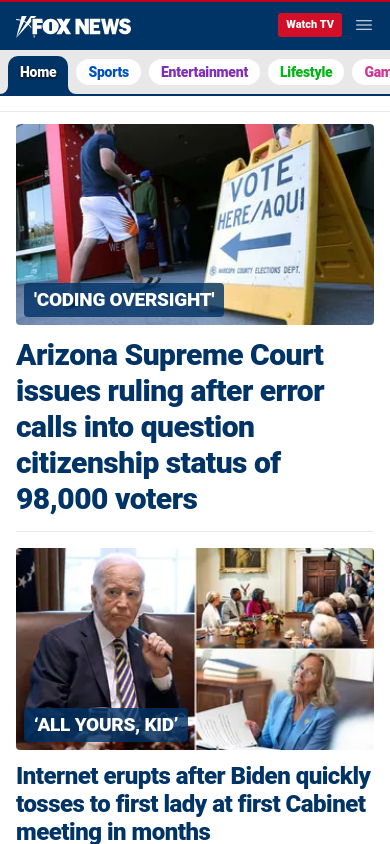 FOX NEWS
Watch TV
Home
Sports
Entertainment
Lifestyle
Gam
VOTE
HERE/AQUI
MARICOPA COUNTY ELECTIONS DEPT.
WE A
'CODING OVERSIGHT'
Arizona Supreme Court
issues ruling after error
calls into question
citizenship status of
98,000 voters
‘ALL YOURS, KID’
Internet erupts after Biden quickly
tosses to first lady at first Cabinet
meeting in months